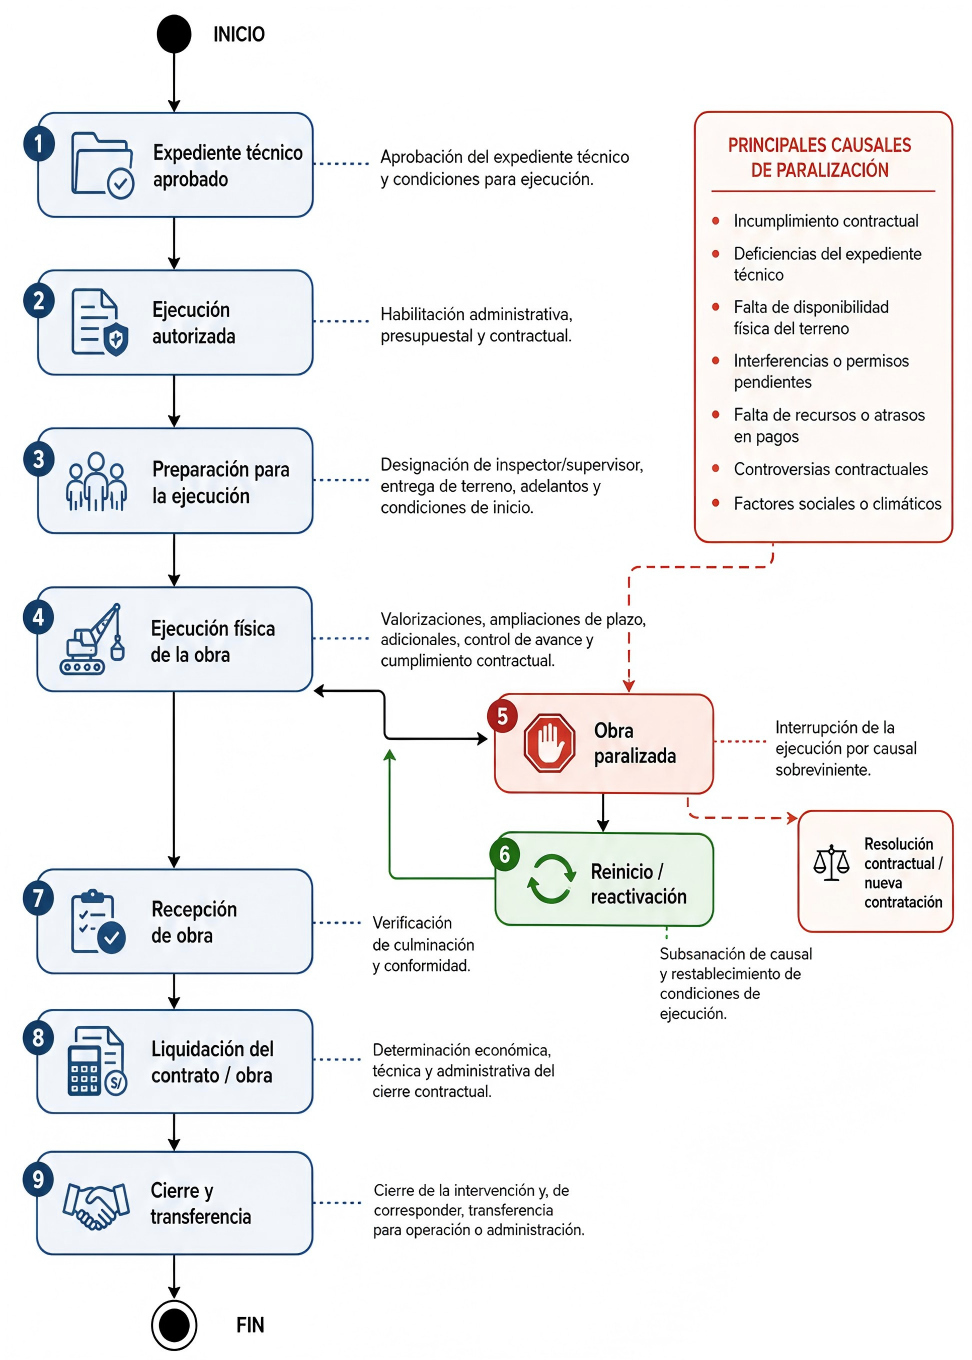 INICIO
1
Expediente técnico
aprobado
Aprobación del expediente técnico
y condiciones para ejecución.
PRINCIPALES CAUSALES
DE PARALIZACIÓN
• Incumplimiento contractual
• Deficiencias del expediente
técnico
• Falta de disponibilidad
física del terreno
• Interferencias o permisos
pendientes
• Falta de recursos o atrasos
en pagos
• Controversias contractuales
• Factores sociales o climáticos
2
Ejecución
autorizada
Habilitación administrativa,
presupuestal y contractual.
3
Preparación para
la ejecución
Designación de inspector/supervisor,
entrega de terreno, adelantos y
condiciones de inicio.
4
Ejecución física
de la obra
Valorizaciones, ampliaciones de plazo,
adicionales, control de avance y
cumplimiento contractual.
5
Obra
paralizada
Interrupción de la
ejecución por causal
sobreviniente.
Resolución
contractual /
nueva
contratación
6
Reinicio /
reactivación
Subsanación de causal
y restablecimiento de
condiciones de
ejecución.
7
Recepción
de obra
Verificación
de culminación
y conformidad.
8
S/
Liquidación del
contrato / obra
Determinación económica,
técnica y administrativa del
cierre contractual.
9
Cierre y
transferencia
Cierre de la intervención y, de
corresponder, transferencia
para operación o administración.
FIN